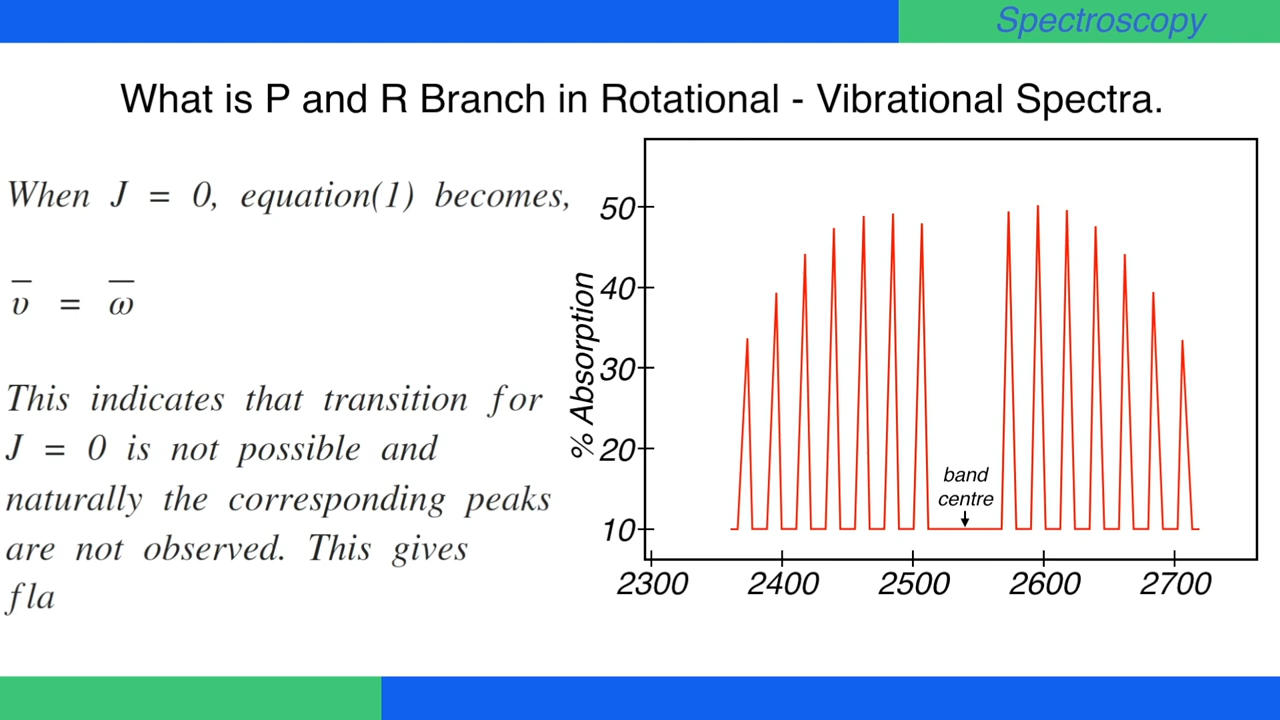 Spectroscopy
What is P and R Branch in Rotational - Vibrational Spectra.
When J = 0, equation(1) becomes,
ῡ = ω̅
This indicates that transition for
J = 0 is not possible and
naturally the corresponding peaks
are not observed. This gives
fla
% Absorption
50
40
30
20
10
band
centre
2300 2400 2500 2600 2700